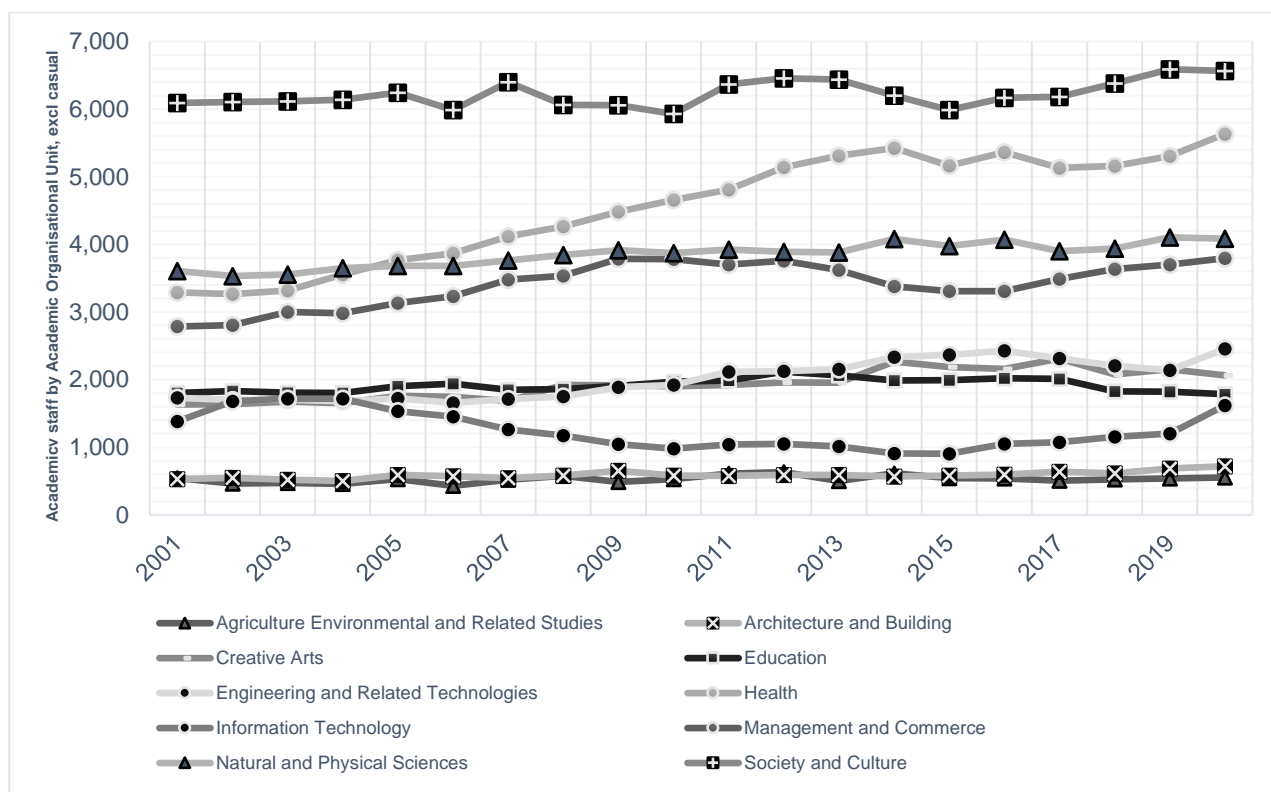 Academicv staff by Academic Organisational Unit, excl casual
7,000
6,000
5,000
4,000
3,000
2,000
1,000
0
2001
2003
2005
2007
2009
2011
2013
2015
2017
2019
Agriculture Environmental and Related Studies
Architecture and Building
Creative Arts
Education
Engineering and Related Technologies
Health
Information Technology
Management and Commerce
Natural and Physical Sciences
Society and Culture